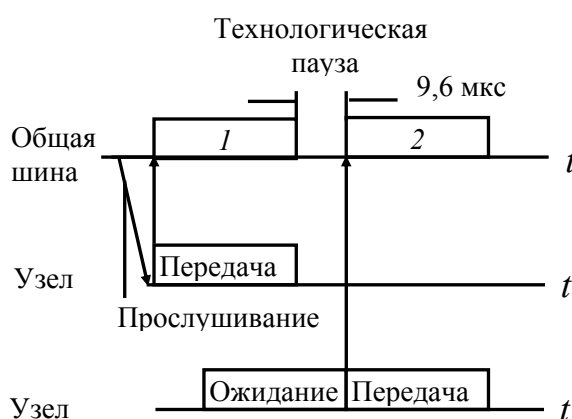 Технологическая
пауза
9,6 мкс
Общая
шина
1
2
t
Узел
Передача
t
Прослушивание
Узел
Ожидание
Передача
t